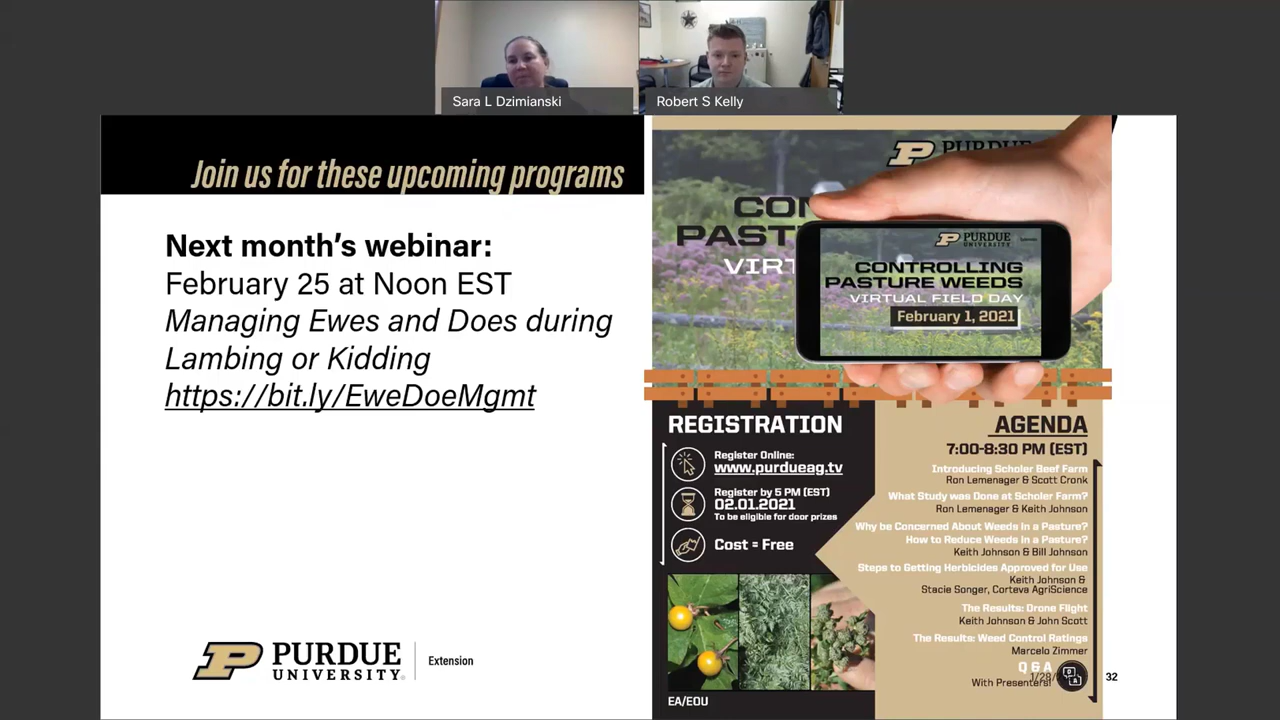 Sara L Dzimianski
Robert S Kelly
Join us for these upcoming programs
Next month's webinar:
February 25 at Noon EST
Managing Ewes and Does during
Lambing or Kidding
https://bit.ly/EweDoeMgmt
PURDUE
UNIVERSITY®
Extension
PURDUE
CON
PAST
VIRT
PURDUE
UNIVERSITY
CONTROLLING
PASTURE WEEDS
VIRTUAL FIELD DAY
February 1, 2021
REGISTRATION
Register Online:
www.purdueag.tv
Register by 5 PM (EST)
02.01.2021
To be eligible for door prizes
Cost = Free
EA/EOU
AGENDA
7:00-8:30 PM (EST)
Introducing Scholer Beef Farm
Ron Lemenager & Scott Cronk
What Study was Done at Scholer Farm?
Ron Lemenager & Keith Johnson
Why be Concerned About Weeds in a Pasture?
How to Reduce Weeds in a Pasture?
Keith Johnson & Bill Johnson
Steps to Getting Herbicides Approved for Use
Keith Johnson &
Stacie Songer, Corteva AgriScience
The Results: Drone Flight
Keith Johnson & John Scott
The Results: Weed Control Ratings
Marcelo Zimmer
Q & A
With Presenters!
32